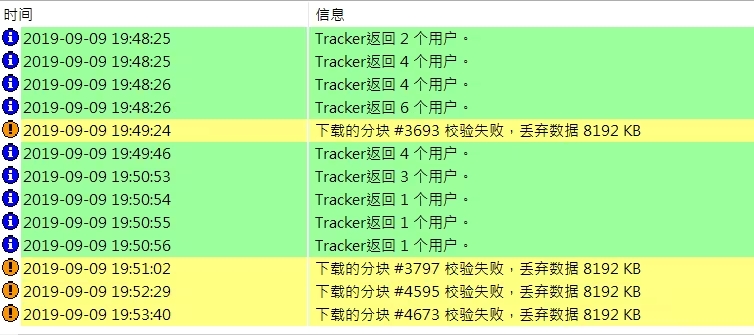 时间 信息
2019-09-09 19:48:25 Tracker返回 2 个用户。
2019-09-09 19:48:25 Tracker返回 4 个用户。
2019-09-09 19:48:26 Tracker返回 4 个用户。
2019-09-09 19:48:26 Tracker返回 6 个用户。
2019-09-09 19:49:24 下载的分块 #3693 校验失败，丢弃数据 8192 KB
2019-09-09 19:49:46 Tracker返回 4 个用户。
2019-09-09 19:50:53 Tracker返回 3 个用户。
2019-09-09 19:50:54 Tracker返回 1 个用户。
2019-09-09 19:50:55 Tracker返回 1 个用户。
2019-09-09 19:50:56 Tracker返回 1 个用户。
2019-09-09 19:51:02 下载的分块 #3797 校验失败，丢弃数据 8192 KB
2019-09-09 19:52:29 下载的分块 #4595 校验失败，丢弃数据 8192 KB
2019-09-09 19:53:40 下载的分块 #4673 校验失败，丢弃数据 8192 KB